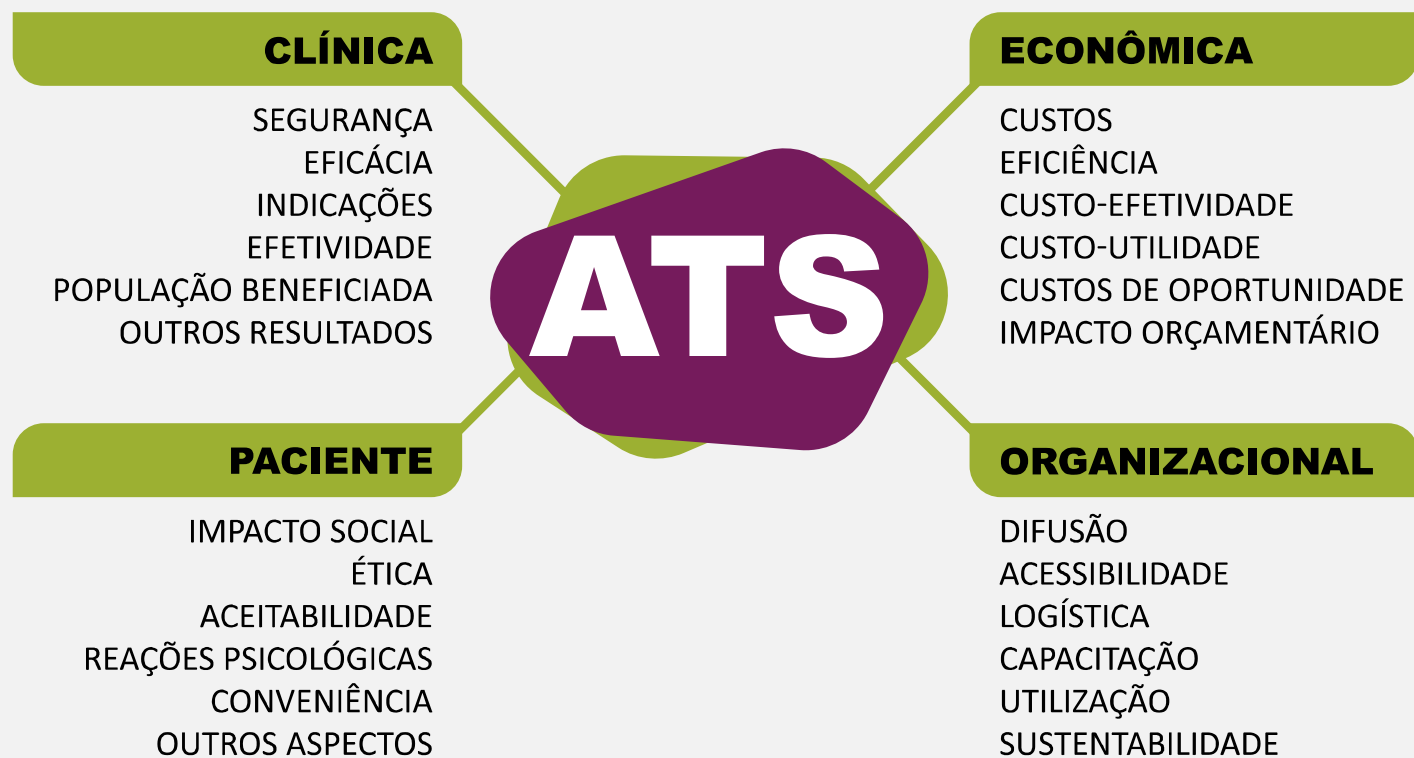 CLÍNICA
SEGURANÇA
EFICÁCIA
INDICAÇÕES
EFETIVIDADE
POPULAÇÃO BENEFICIADA
OUTROS RESULTADOS
ECONÔMICA
CUSTOS
EFICIÊNCIA
CUSTO-EFETIVIDADE
CUSTO-UTILIDADE
CUSTOS DE OPORTUNIDADE
IMPACTO ORÇAMENTÁRIO
ATS
PACIENTE
IMPACTO SOCIAL
ÉTICA
ACEITABILIDADE
REAÇÕES PSICOLÓGICAS
CONVENIÊNCIA
OUTROS ASPECTOS
ORGANIZACIONAL
DIFUSÃO
ACESSIBILIDADE
LOGÍSTICA
CAPACITAÇÃO
UTILIZAÇÃO
SUSTENTABILIDADE